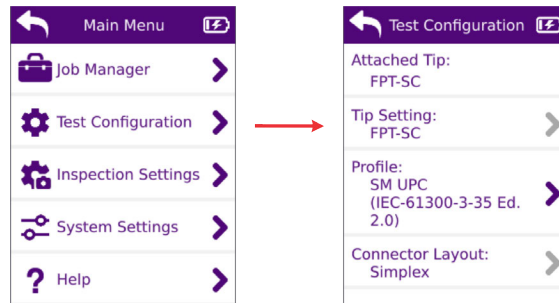 Main Menu
Job Manager
Test Configuration
Inspection Settings
System Settings
Help
Test Configuration
Attached Tip:
FPT-SC
Tip Setting:
FPT-SC
Profile:
SM UPC
(IEC-61300-3-35 Ed.
2.0)
Connector Layout:
Simplex